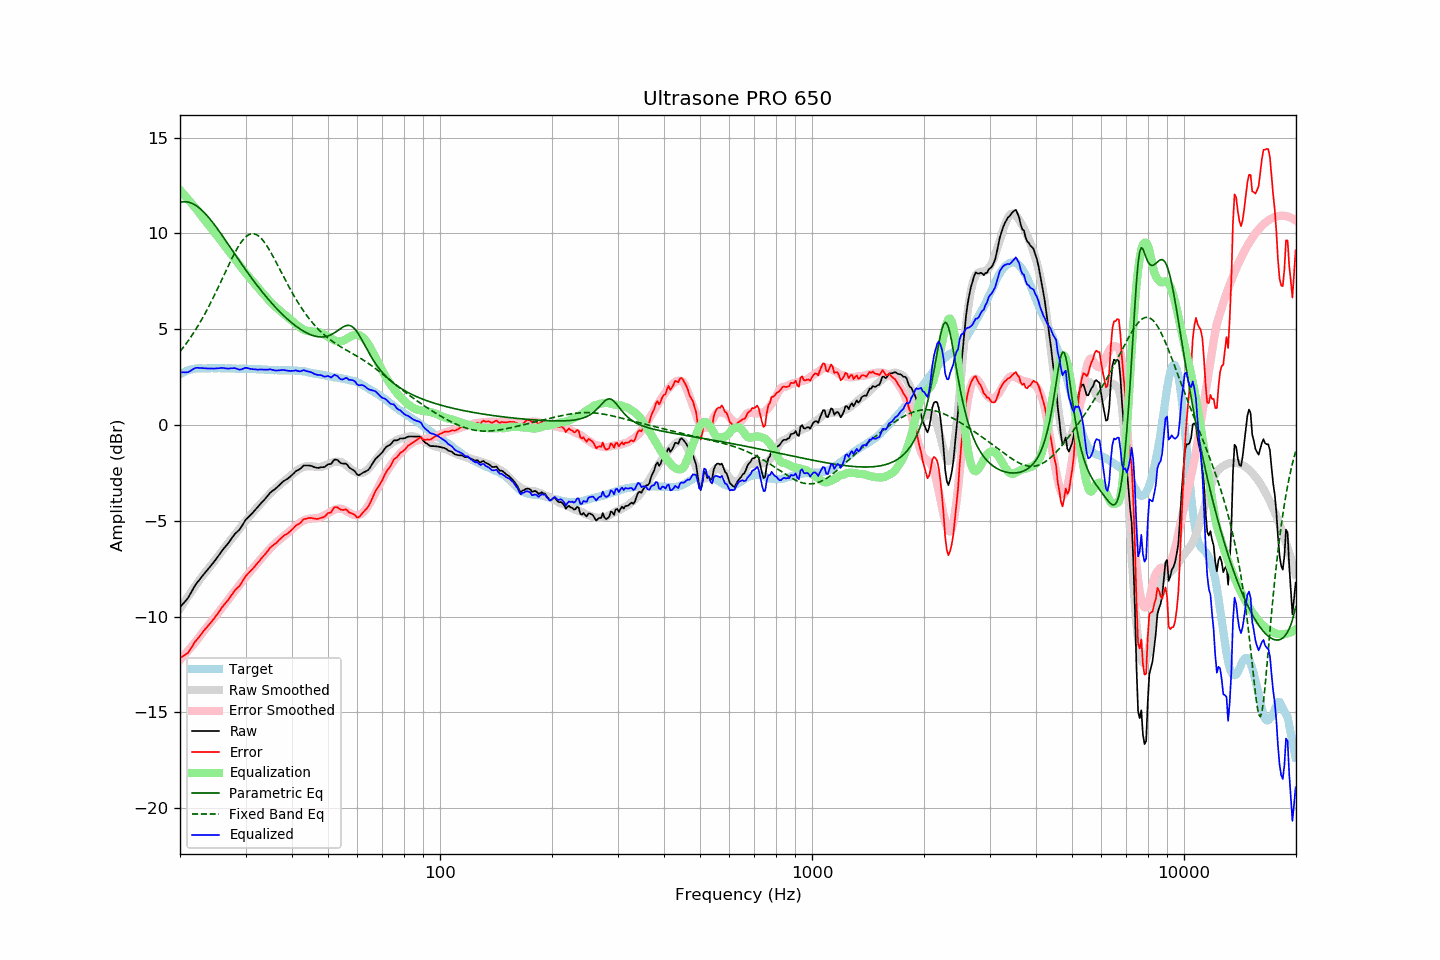 Ultrasone PRO 650
15
10
5
0
−5
−10
−15
−20
Amplitude (dBr)
Target
Raw Smoothed
Error Smoothed
Raw
Error
Equalization
Parametric Eq
Fixed Band Eq
Equalized
100
1000
10000
Frequency (Hz)